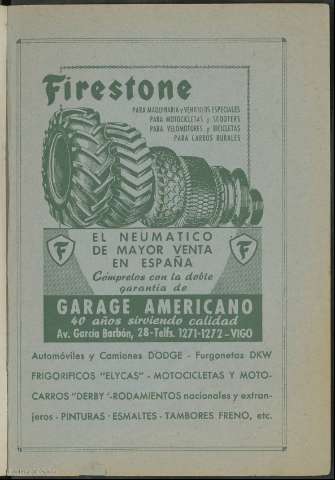 Firestone
PARA MAQUINARIA y VEHICULOS ESPECIALES
PARA MOTOCICLETAS y SCOOTERS
PARA VELOMOTORES y BICICLETAS
PARA CARROS RURALES
F
F
EL NEUMATICO
DE MAYOR VENTA
EN ESPAÑA
Cómprelos con la doble
garantía de
GARAGE AMERICANO
40 años sirviendo calidad
Av. García Barbón, 28-Telfs. 1271-1272-VIGO
Automóviles y Camiones DODGE - Furgonetas DKW
FRIGORIFICOS "ELYCAS" - MOTOCICLETAS Y MOTO-
CARROS "DERBY"-RODAMIENTOS nacionales y extran-
jeros - PINTURAS - ESMALTES - TAMBORES FRENO, etc.